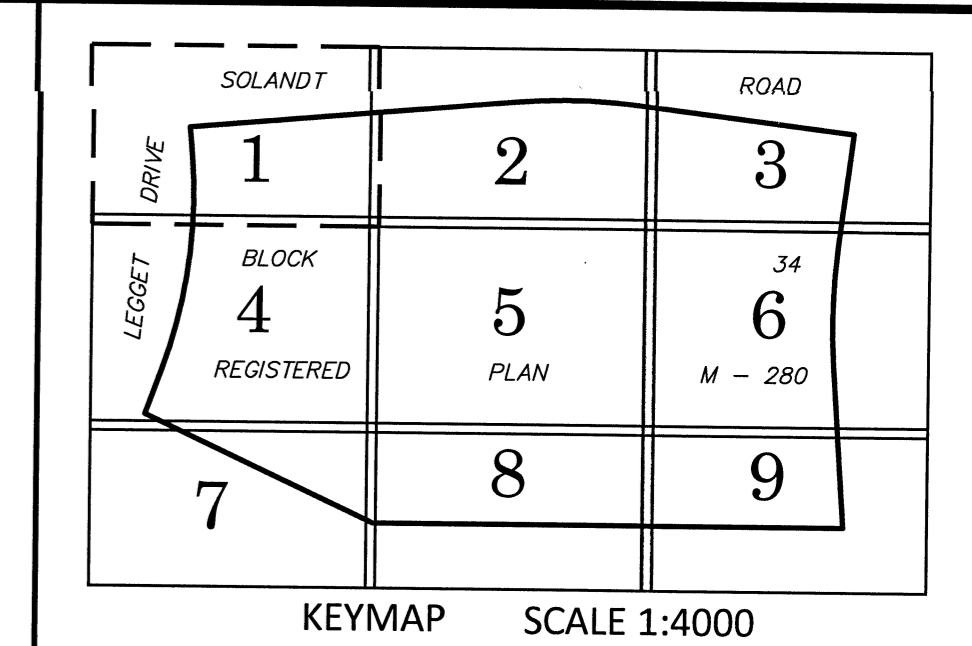 SOLANDT ROAD
DRIVE
1 2 3
LEGGET
BLOCK 34
4 5 6
REGISTERED PLAN M – 280
7 8 9
KEYMAP SCALE 1:4000